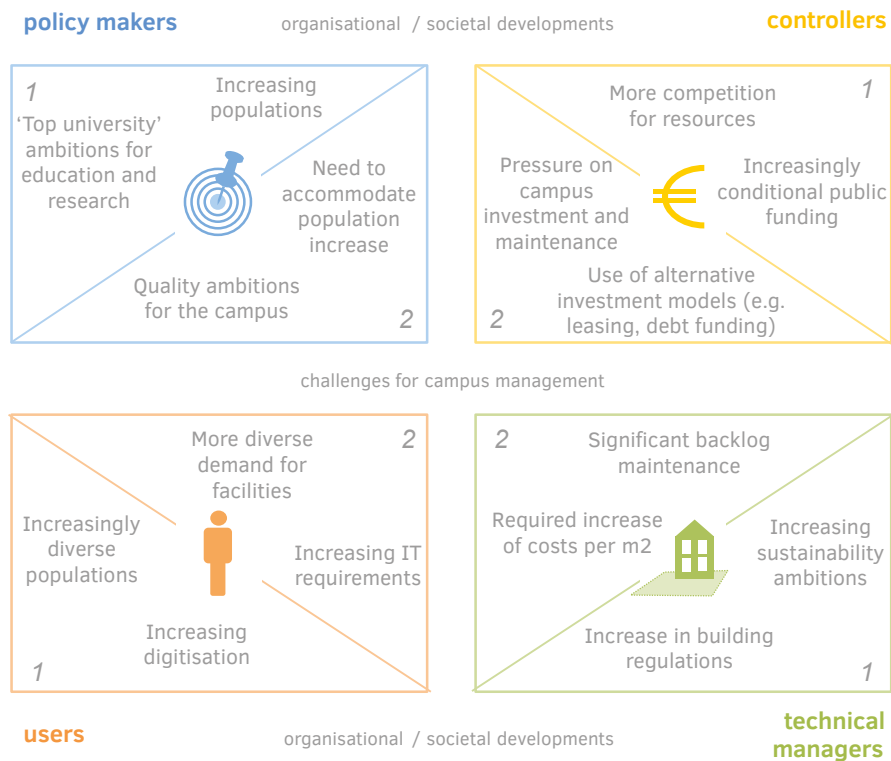 policy makers
organisational / societal developments
controllers
1
'Top university'
ambitions for
education and
research
Increasing
populations
Need to
accommodate
population
increase
Quality ambitions
for the campus
2
More competition
for resources
1
Pressure on
campus
investment and
maintenance
€
Increasingly
conditional public
funding
Use of alternative
investment models (e.g.
leasing, debt funding)
2
challenges for campus management
More diverse
demand for
facilities
2
Increasingly
diverse
populations
Increasing IT
requirements
Increasing
digitisation
1
2
Significant backlog
maintenance
Required increase
of costs per m2
Increasing
sustainability
ambitions
Increase in building
regulations
1
users
organisational / societal developments
technical
managers